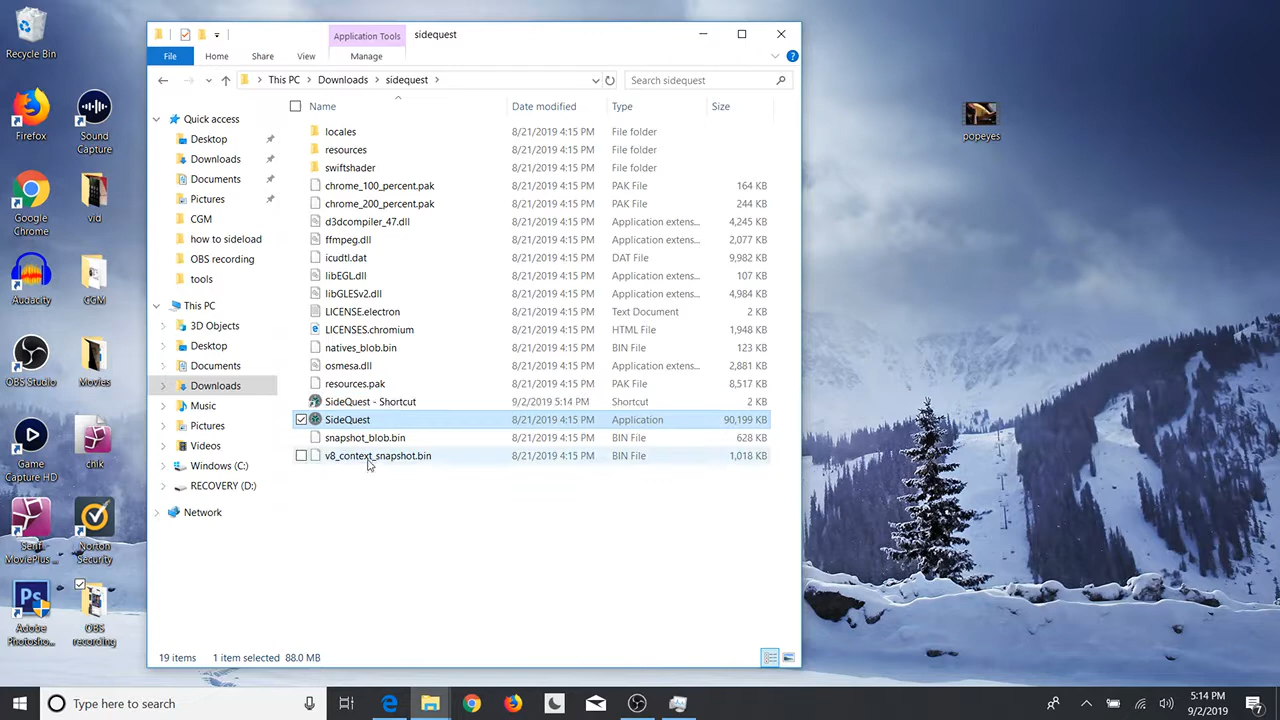 Recycle Bin
Firefox
Sound
Capture
Google
Chrome
vid
Audacity
CGM
OBS Studio
Movies
Game
Capture HD
chik
Serif
MoviePlus ...
Norton
Security
Ps
Adobe
Photosho...
OBS
recording
popeyes
Application Tools
sidequest
File
Home
Share
View
Manage
This PC
Downloads
sidequest
Search sidequest
Quick access
Desktop
Downloads
Documents
Pictures
CGM
how to sideload
OBS recording
tools
This PC
3D Objects
Desktop
Documents
Downloads
Music
Pictures
Videos
Windows (C:)
RECOVERY (D:)
Network
Name Date modified Type Size
locales 8/21/2019 4:15 PM File folder
resources 8/21/2019 4:15 PM File folder
swiftshader 8/21/2019 4:15 PM File folder
chrome_100_percent.pak 8/21/2019 4:15 PM PAK File 164 KB
chrome_200_percent.pak 8/21/2019 4:15 PM PAK File 244 KB
d3dcompiler_47.dll 8/21/2019 4:15 PM Application extens... 4,245 KB
ffmpeg.dll 8/21/2019 4:15 PM Application extens... 2,077 KB
icudtl.dat 8/21/2019 4:15 PM DAT File 9,982 KB
libEGL.dll 8/21/2019 4:15 PM Application extens... 107 KB
libGLESv2.dll 8/21/2019 4:15 PM Application extens... 4,984 KB
LICENSE.electron 8/21/2019 4:15 PM Text Document 2 KB
LICENSES.chromium 8/21/2019 4:15 PM HTML File 1,948 KB
natives_blob.bin 8/21/2019 4:15 PM BIN File 123 KB
osmesa.dll 8/21/2019 4:15 PM Application extens... 2,881 KB
resources.pak 8/21/2019 4:15 PM PAK File 8,517 KB
SideQuest - Shortcut 9/2/2019 5:14 PM Shortcut 2 KB
SideQuest 8/21/2019 4:15 PM Application 90,199 KB
snapshot_blob.bin 8/21/2019 4:15 PM BIN File 628 KB
v8_context_snapshot.bin 8/21/2019 4:15 PM BIN File 1,018 KB
19 items 1 item selected 88.0 MB
Type here to search
5:14 PM
9/2/2019
7